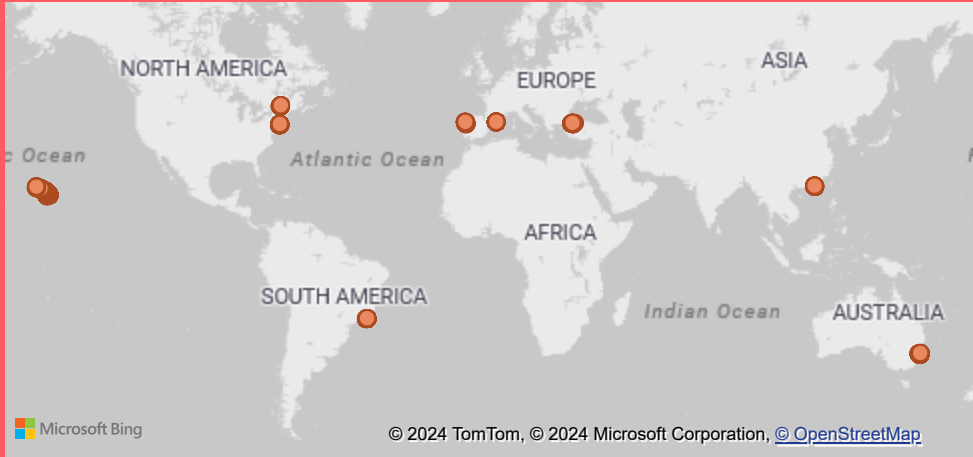 ASIA
NORTH AMERICA
EUROPE
c Ocean
Atlantic Ocean
AFRICA
SOUTH AMERICA
Indian Ocean
AUSTRALIA
Microsoft Bing
© 2024 TomTom, © 2024 Microsoft Corporation, © OpenStreetMap